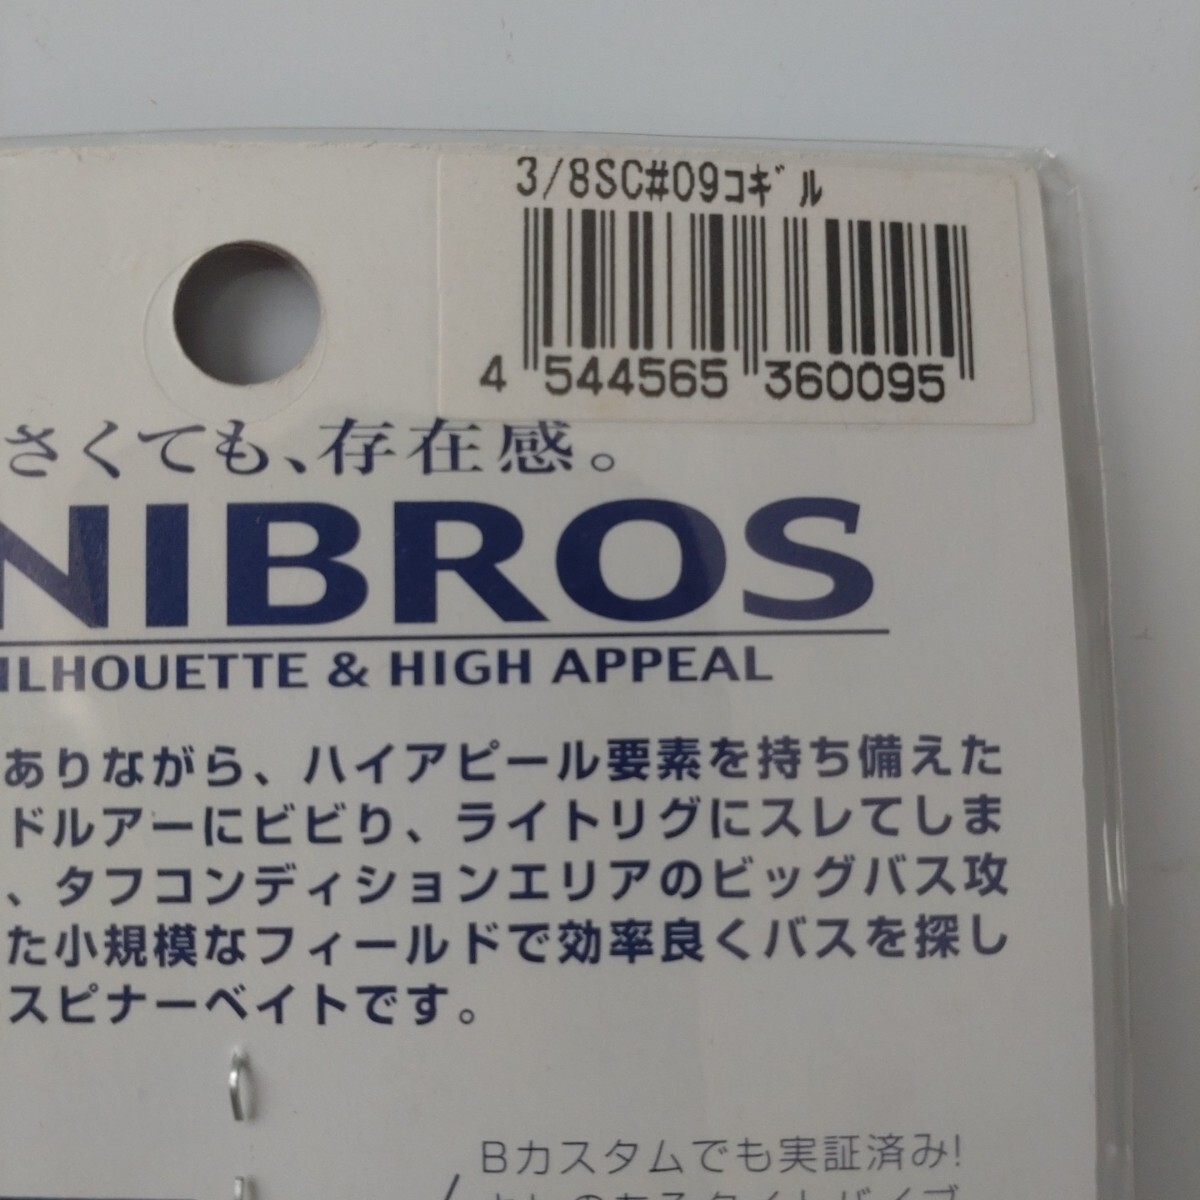 3/8SC#09ｺｷﾞﾙ
4 544565 360095
さくても、存在感。
NIBROS
ILHOUETTE & HIGH APPEAL
ありながら、ハイアピール要素を持ち備えた
ドルアーにビビり、ライトリグにスレてしま
、タフコンディションエリアのビッグバス攻
た小規模なフィールドで効率良くバスを探し
スピナーベイトです。
Bカスタムでも実証済み!